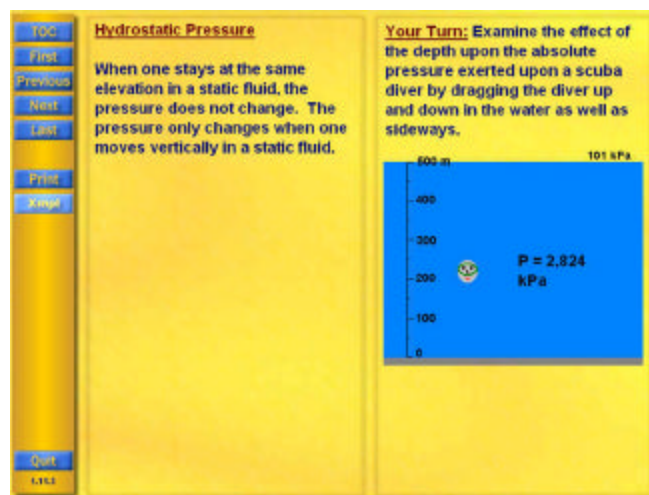 TOC
First
Previous
Next
Last
Print
Xmpl
Quit
1.11.2
Hydrostatic Pressure
When one stays at the same
elevation in a static fluid, the
pressure does not change. The
pressure only changes when one
moves vertically in a static fluid.
Your Turn: Examine the effect of
the depth upon the absolute
pressure exerted upon a scuba
diver by dragging the diver up
and down in the water as well as
sideways.
101 kPa
500 m
400
300
200
100
0
P = 2,824
kPa